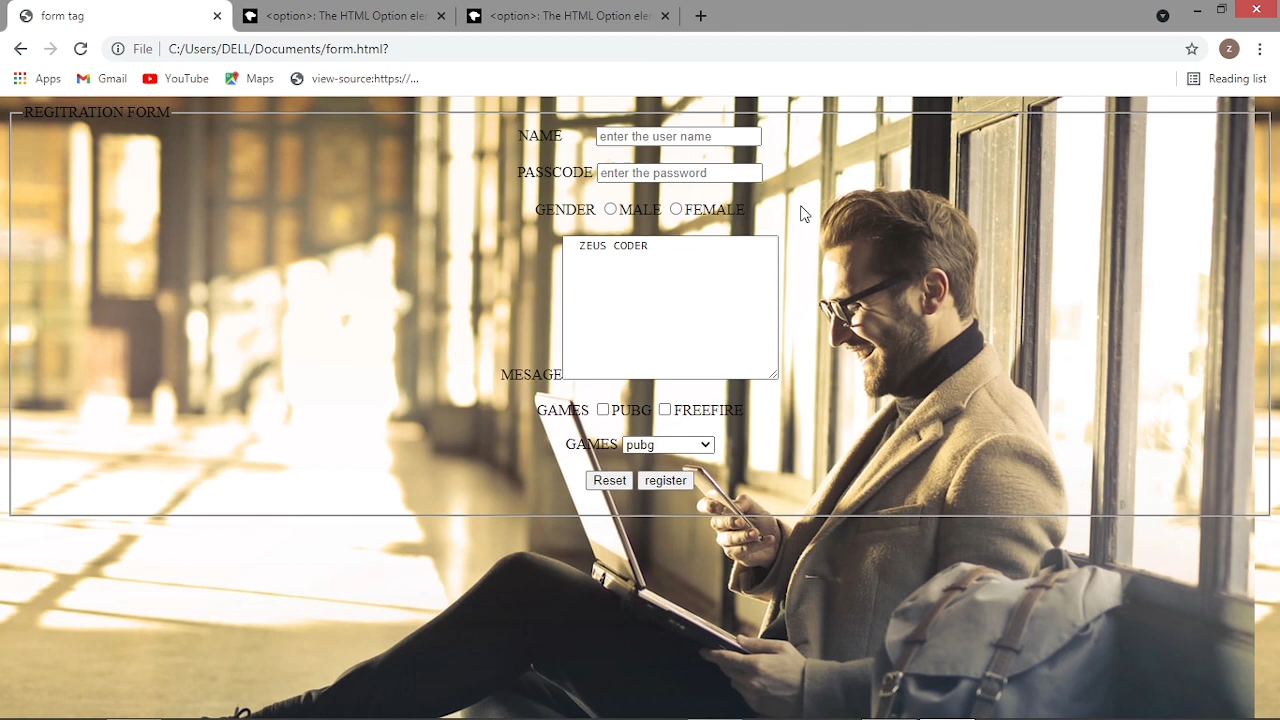 form tag
<option>: The HTML Option eler
<option>: The HTML Option eler
File
C:/Users/DELL/Documents/form.html?
z
Apps
Gmail
YouTube
Maps
view-source:https://...
Reading list
REGITRATION FORM
NAME enter the user name
PASSCODE enter the password
GENDER MALE FEMALE
ZEUS CODER
MESAGE
GAMES PUBG FREEFIRE
GAMES pubg
Reset register